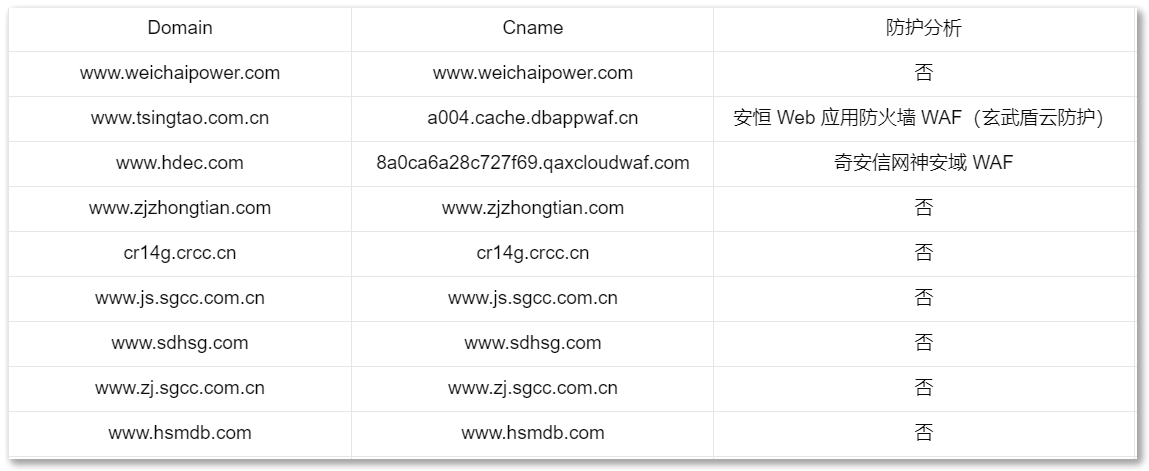 Domain Cname 防护分析
www.weichaipower.com www.weichaipower.com 否
www.tsingtao.com.cn a004.cache.dbappwaf.cn 安恒 Web 应用防火墙 WAF（玄武盾云防护）
www.hdec.com 8a0ca6a28c727f69.qaxcloudwaf.com 奇安信网神安域 WAF
www.zjzhongtian.com www.zjzhongtian.com 否
cr14g.crcc.cn cr14g.crcc.cn 否
www.js.sgcc.com.cn www.js.sgcc.com.cn 否
www.sdhsg.com www.sdhsg.com 否
www.zj.sgcc.com.cn www.zj.sgcc.com.cn 否
www.hsmdb.com www.hsmdb.com 否